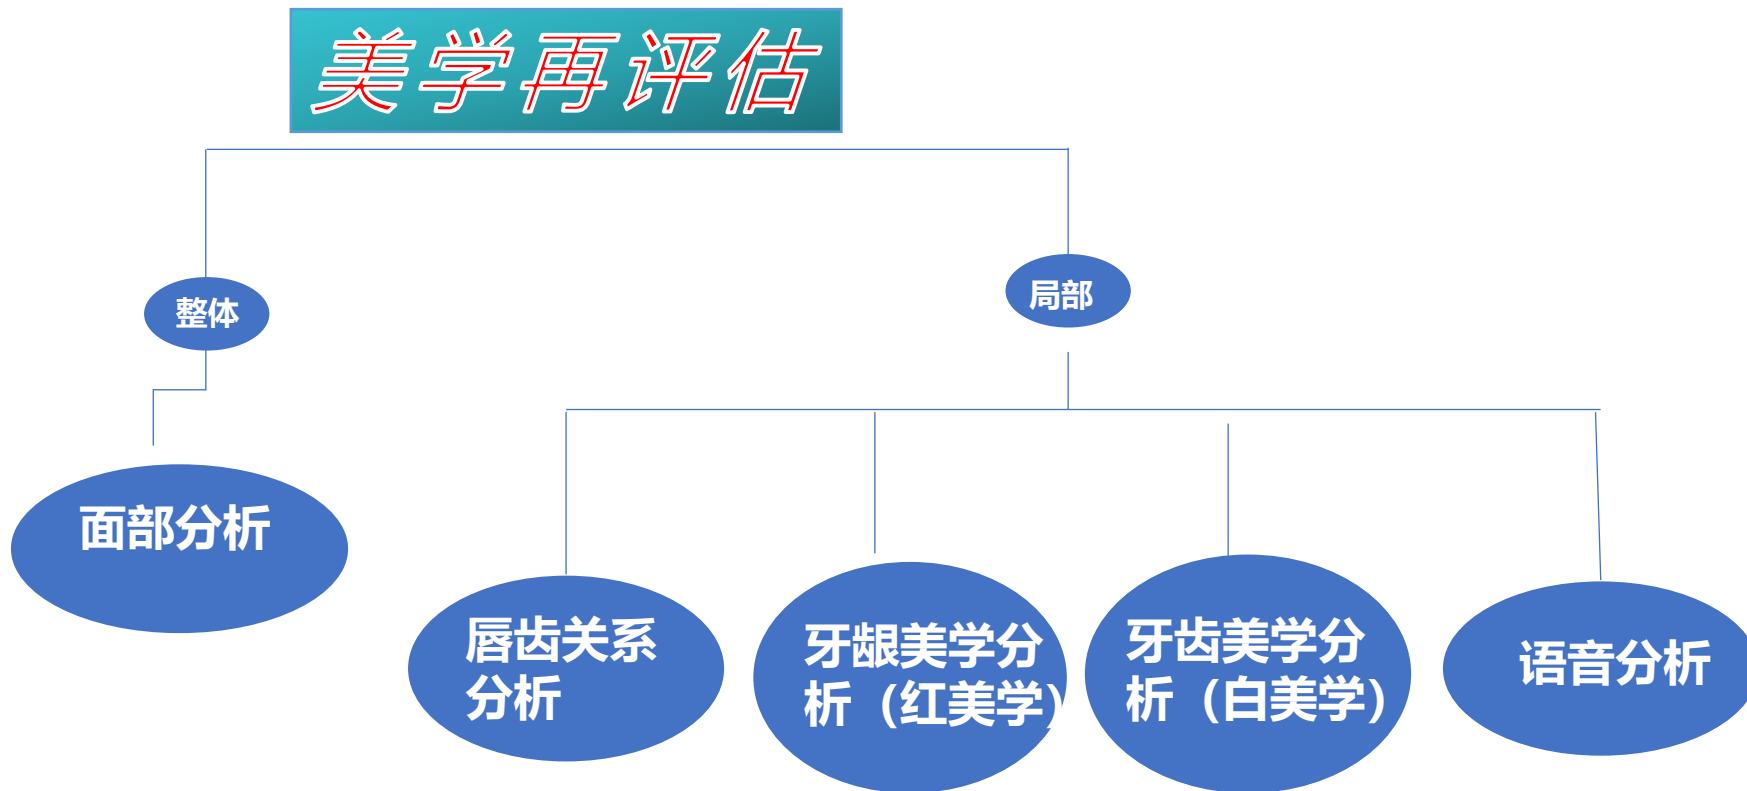 美学再评估
整体
局部
面部分析
唇齿关系
分析
牙龈美学分
析（红美学）
牙齿美学分
析（白美学）
语音分析